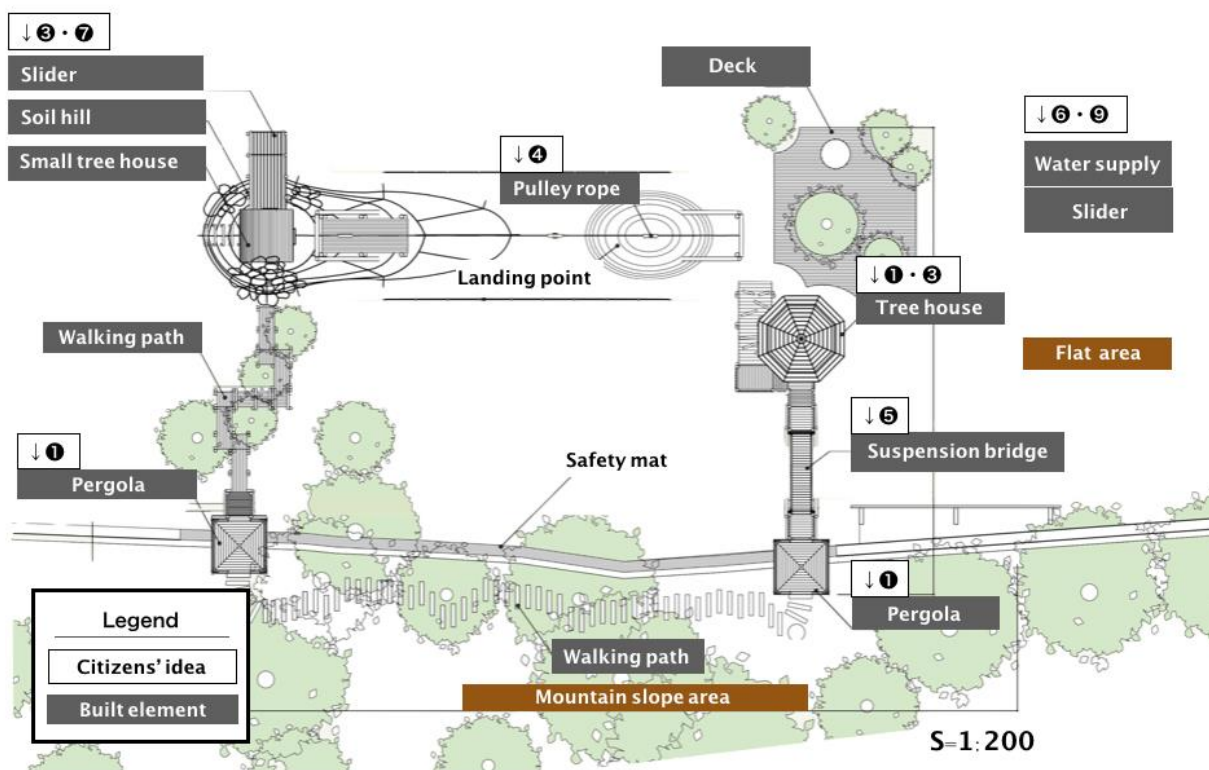 ↓❸・❼
Slider
Soil hill
Small tree house
Deck
↓❹
Pulley rope
↓❻・❾
Water supply
Slider
Landing point
↓❶・❸
Tree house
Walking path
Flat area
↓❶
Pergola
Safety mat
↓❺
Suspension bridge
↓❶
Pergola
Walking path
Mountain slope area
Legend
Citizens’ idea
Built element
S=1:200